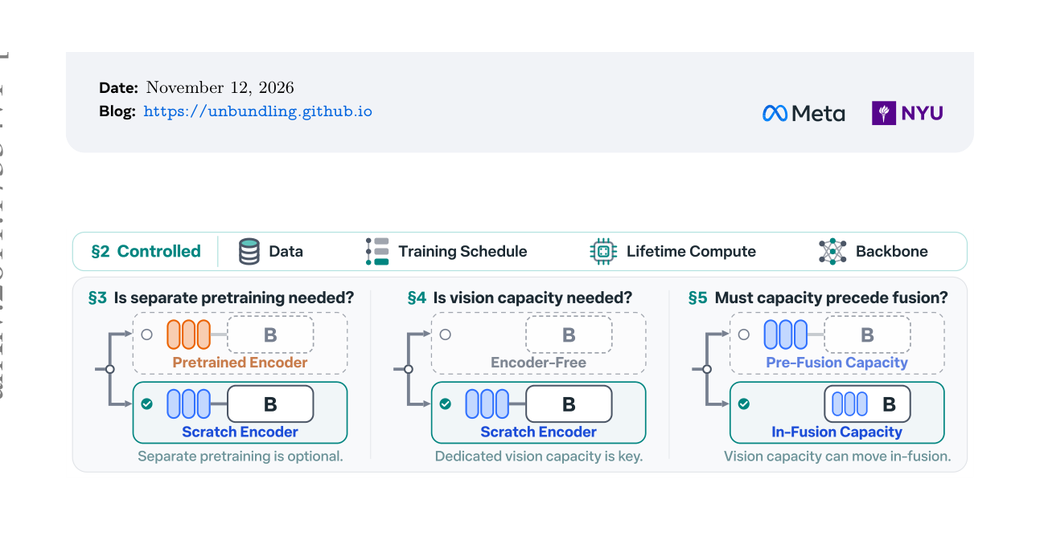 Date: November 12, 2026
Blog: https://unbundling.github.io
Meta NYU
§2 Controlled Data Training Schedule Lifetime Compute Backbone
§3 Is separate pretraining needed? §4 Is vision capacity needed? §5 Must capacity precede fusion?
B B B
Pretrained Encoder Encoder-Free Pre-Fusion Capacity
B B B
Scratch Encoder Scratch Encoder In-Fusion Capacity
Separate pretraining is optional. Dedicated vision capacity is key. Vision capacity can move in-fusion.